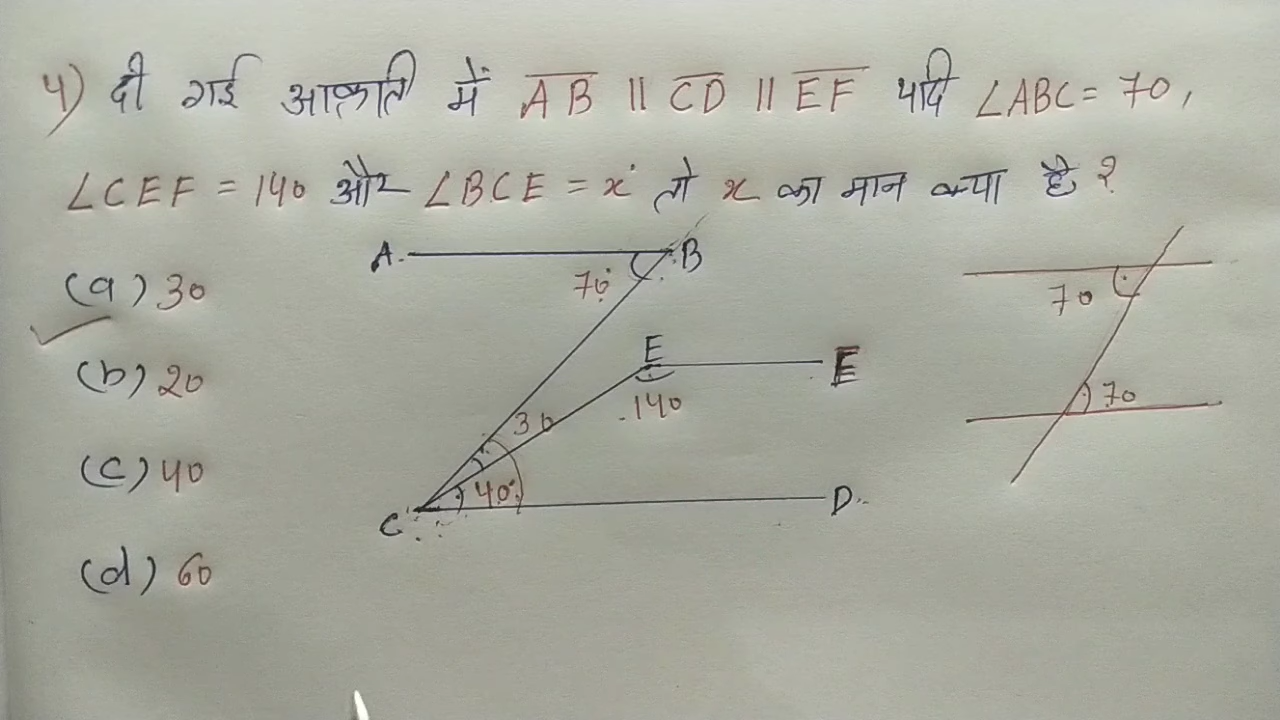 4) दी गई आकृति में AB || CD || EF यदि ∠ABC = 70,
∠CEF = 140 और ∠BCE = x° तो x का मान क्या है ?
(a) 30
(b) 20
(c) 40
(d) 60
A B
70°
E E
140
30
40°
C D
70
70